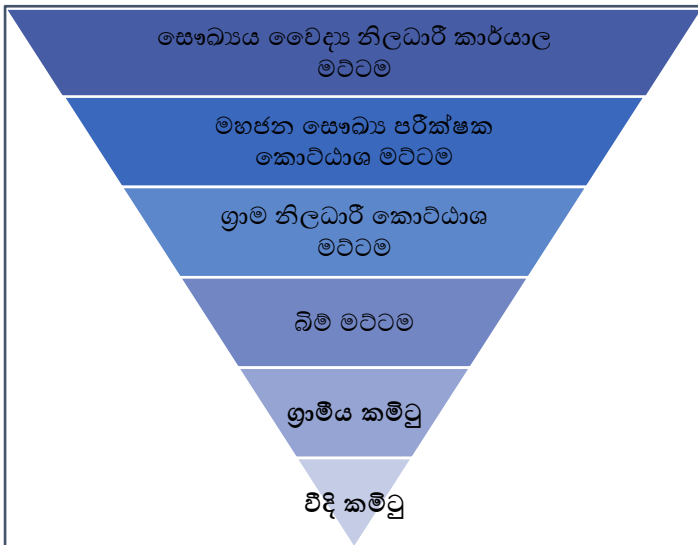 සෞඛ්‍යය වෛද්‍ය නිලධාරී කාර්යාල
මට්ටම
මහජන සෞඛ්‍ය පරීක්ෂක
කොට්ඨාශ මට්ටම
ග්‍රාම නිලධාරී කොට්ඨාශ
මට්ටම
බිම් මට්ටම
ග්‍රාමීය කමිටු
වීදි කමිටු